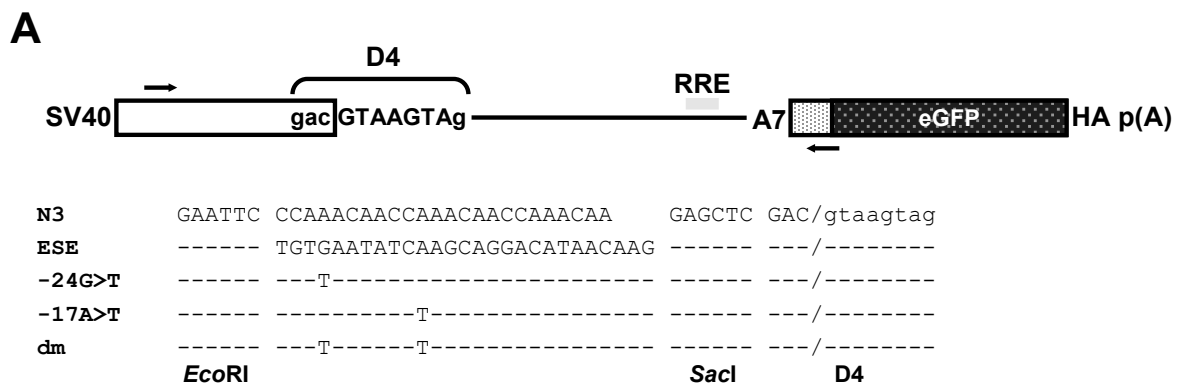 A
D4
RRE
SV40 gac GTAAGTAg A7 eGFP HA p(A)
N3 GAATTC CCAAACAACCAAACAACCAAACAA GAGCTC GAC/gtaagtag
ESE ------ TGTGAATATCAAGCAGGACATAACAAG ------ ---/--------
-24G>T ------ ---T----------------------- ------ ---/--------
-17A>T ------ ----------T---------------- ------ ---/--------
dm ------ ---T------T---------------- ------ ---/--------
EcoRI SacI D4